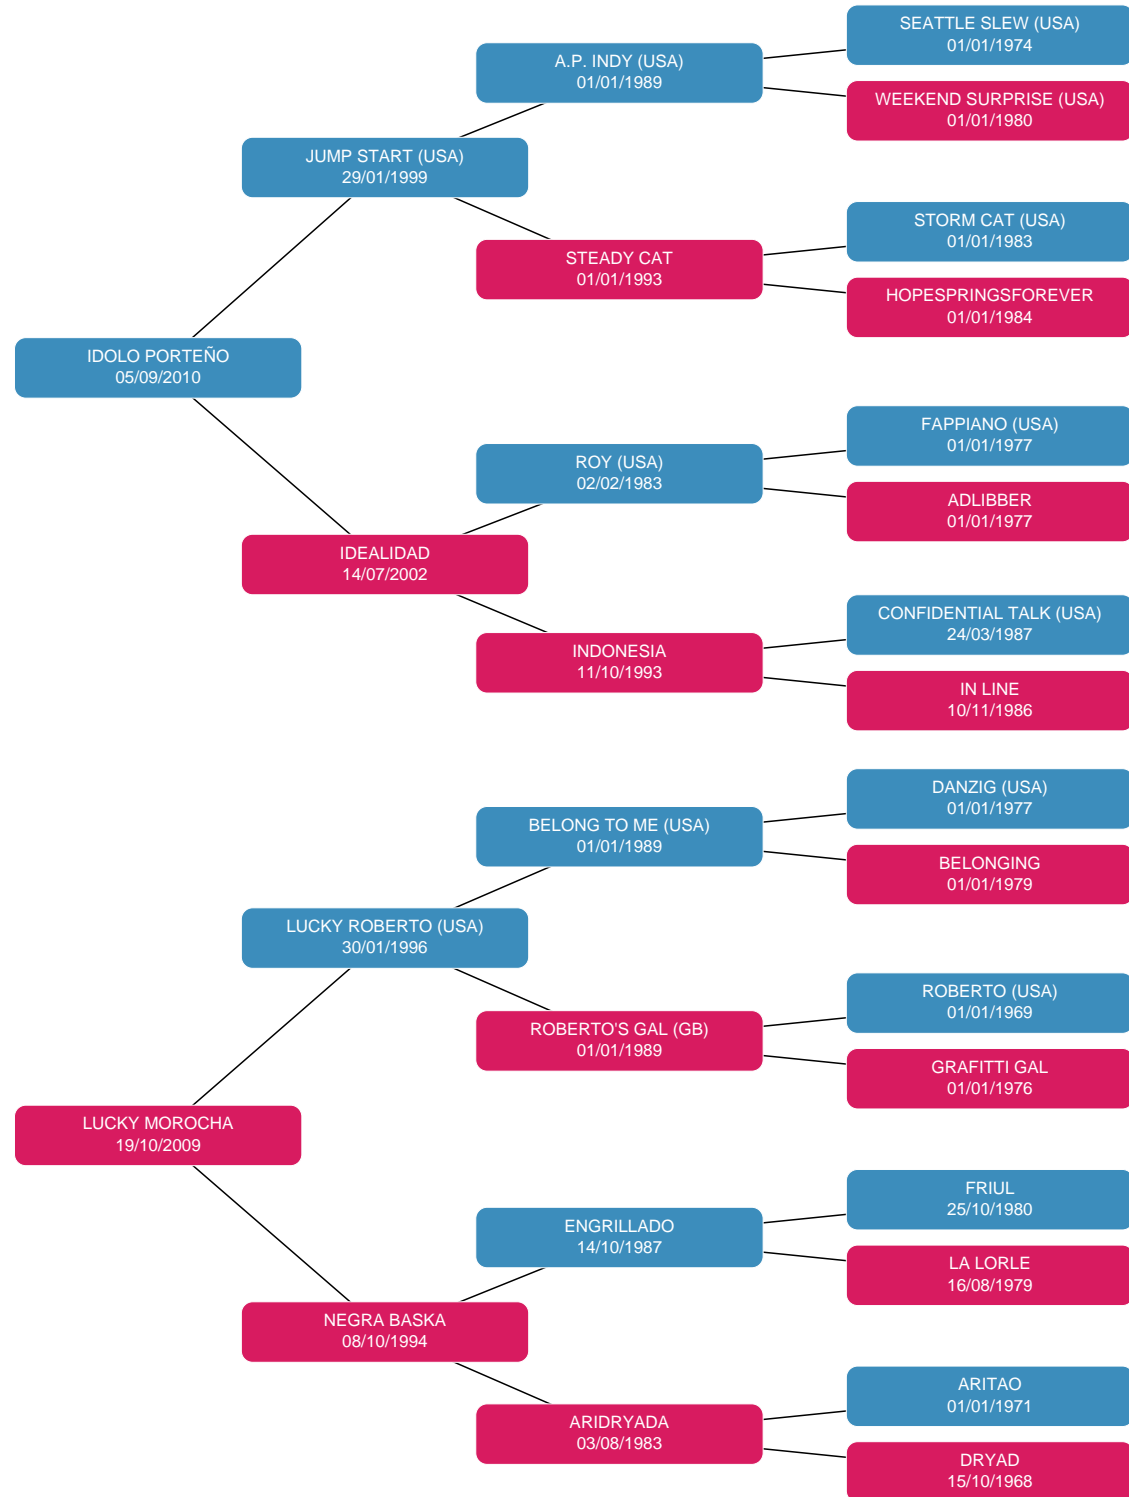 SEATTLE SLEW (USA)
01/01/1974
A.P. INDY (USA)
01/01/1989
WEEKEND SURPRISE (USA)
01/01/1980
JUMP START (USA)
29/01/1999
STORM CAT (USA)
01/01/1983
STEADY CAT
01/01/1993
HOPESPRINGSFOREVER
01/01/1984
IDOLO PORTEÑO
05/09/2010
FAPPIANO (USA)
01/01/1977
ROY (USA)
02/02/1983
ADLIBBER
01/01/1977
IDEALIDAD
14/07/2002
CONFIDENTIAL TALK (USA)
24/03/1987
INDONESIA
11/10/1993
IN LINE
10/11/1986
DANZIG (USA)
01/01/1977
BELONG TO ME (USA)
01/01/1989
BELONGING
01/01/1979
LUCKY ROBERTO (USA)
30/01/1996
ROBERTO (USA)
01/01/1969
ROBERTO'S GAL (GB)
01/01/1989
GRAFITTI GAL
01/01/1976
LUCKY MOROCHA
19/10/2009
FRIUL
25/10/1980
ENGRILLADO
14/10/1987
LA LORLE
16/08/1979
NEGRA BASKA
08/10/1994
ARITAO
01/01/1971
ARIDRYADA
03/08/1983
DRYAD
15/10/1968